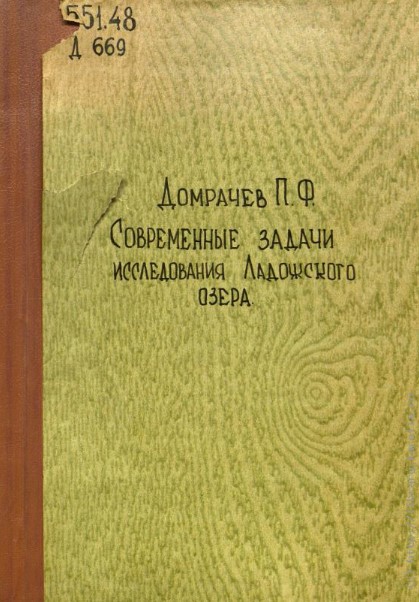 551.48
Д 669
Домрачев П.Ф.
Современные задачи
исследования Ладожского
озера.